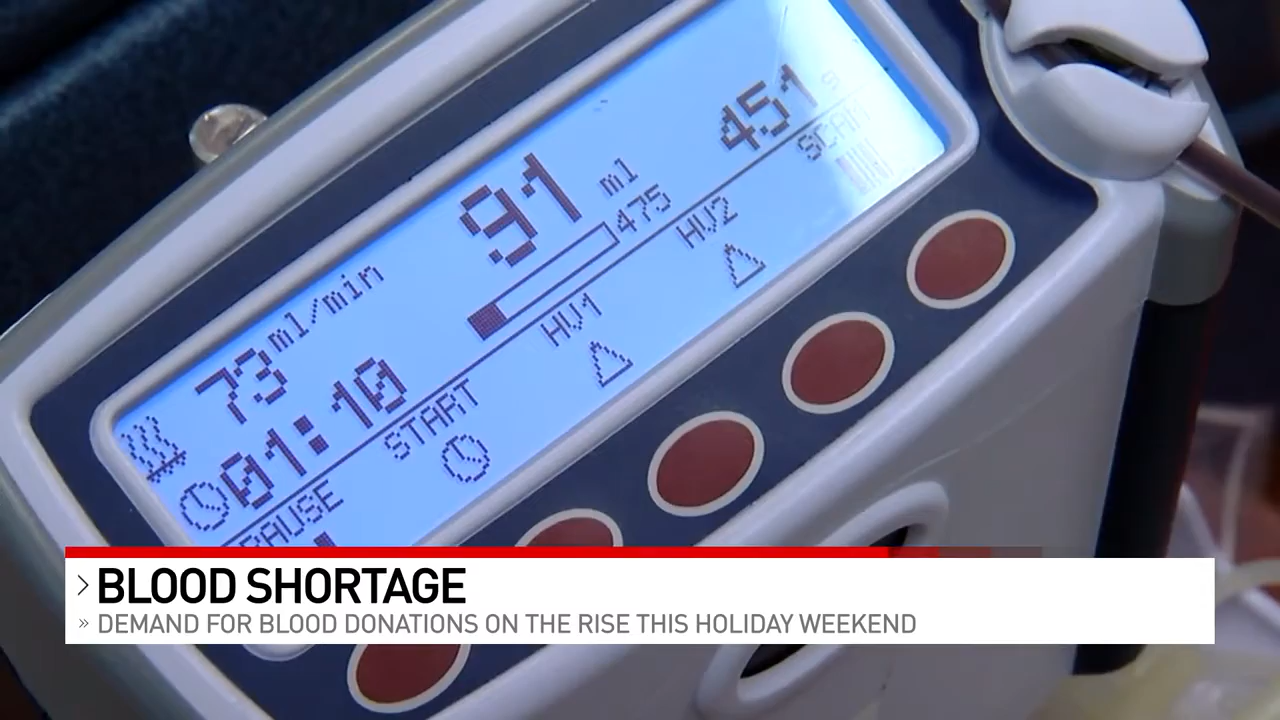 91 ml
475
451
SCAN
73 ml/min
01:10
PAUSE
START
HV1
HV2
BLOOD SHORTAGE
DEMAND FOR BLOOD DONATIONS ON THE RISE THIS HOLIDAY WEEKEND